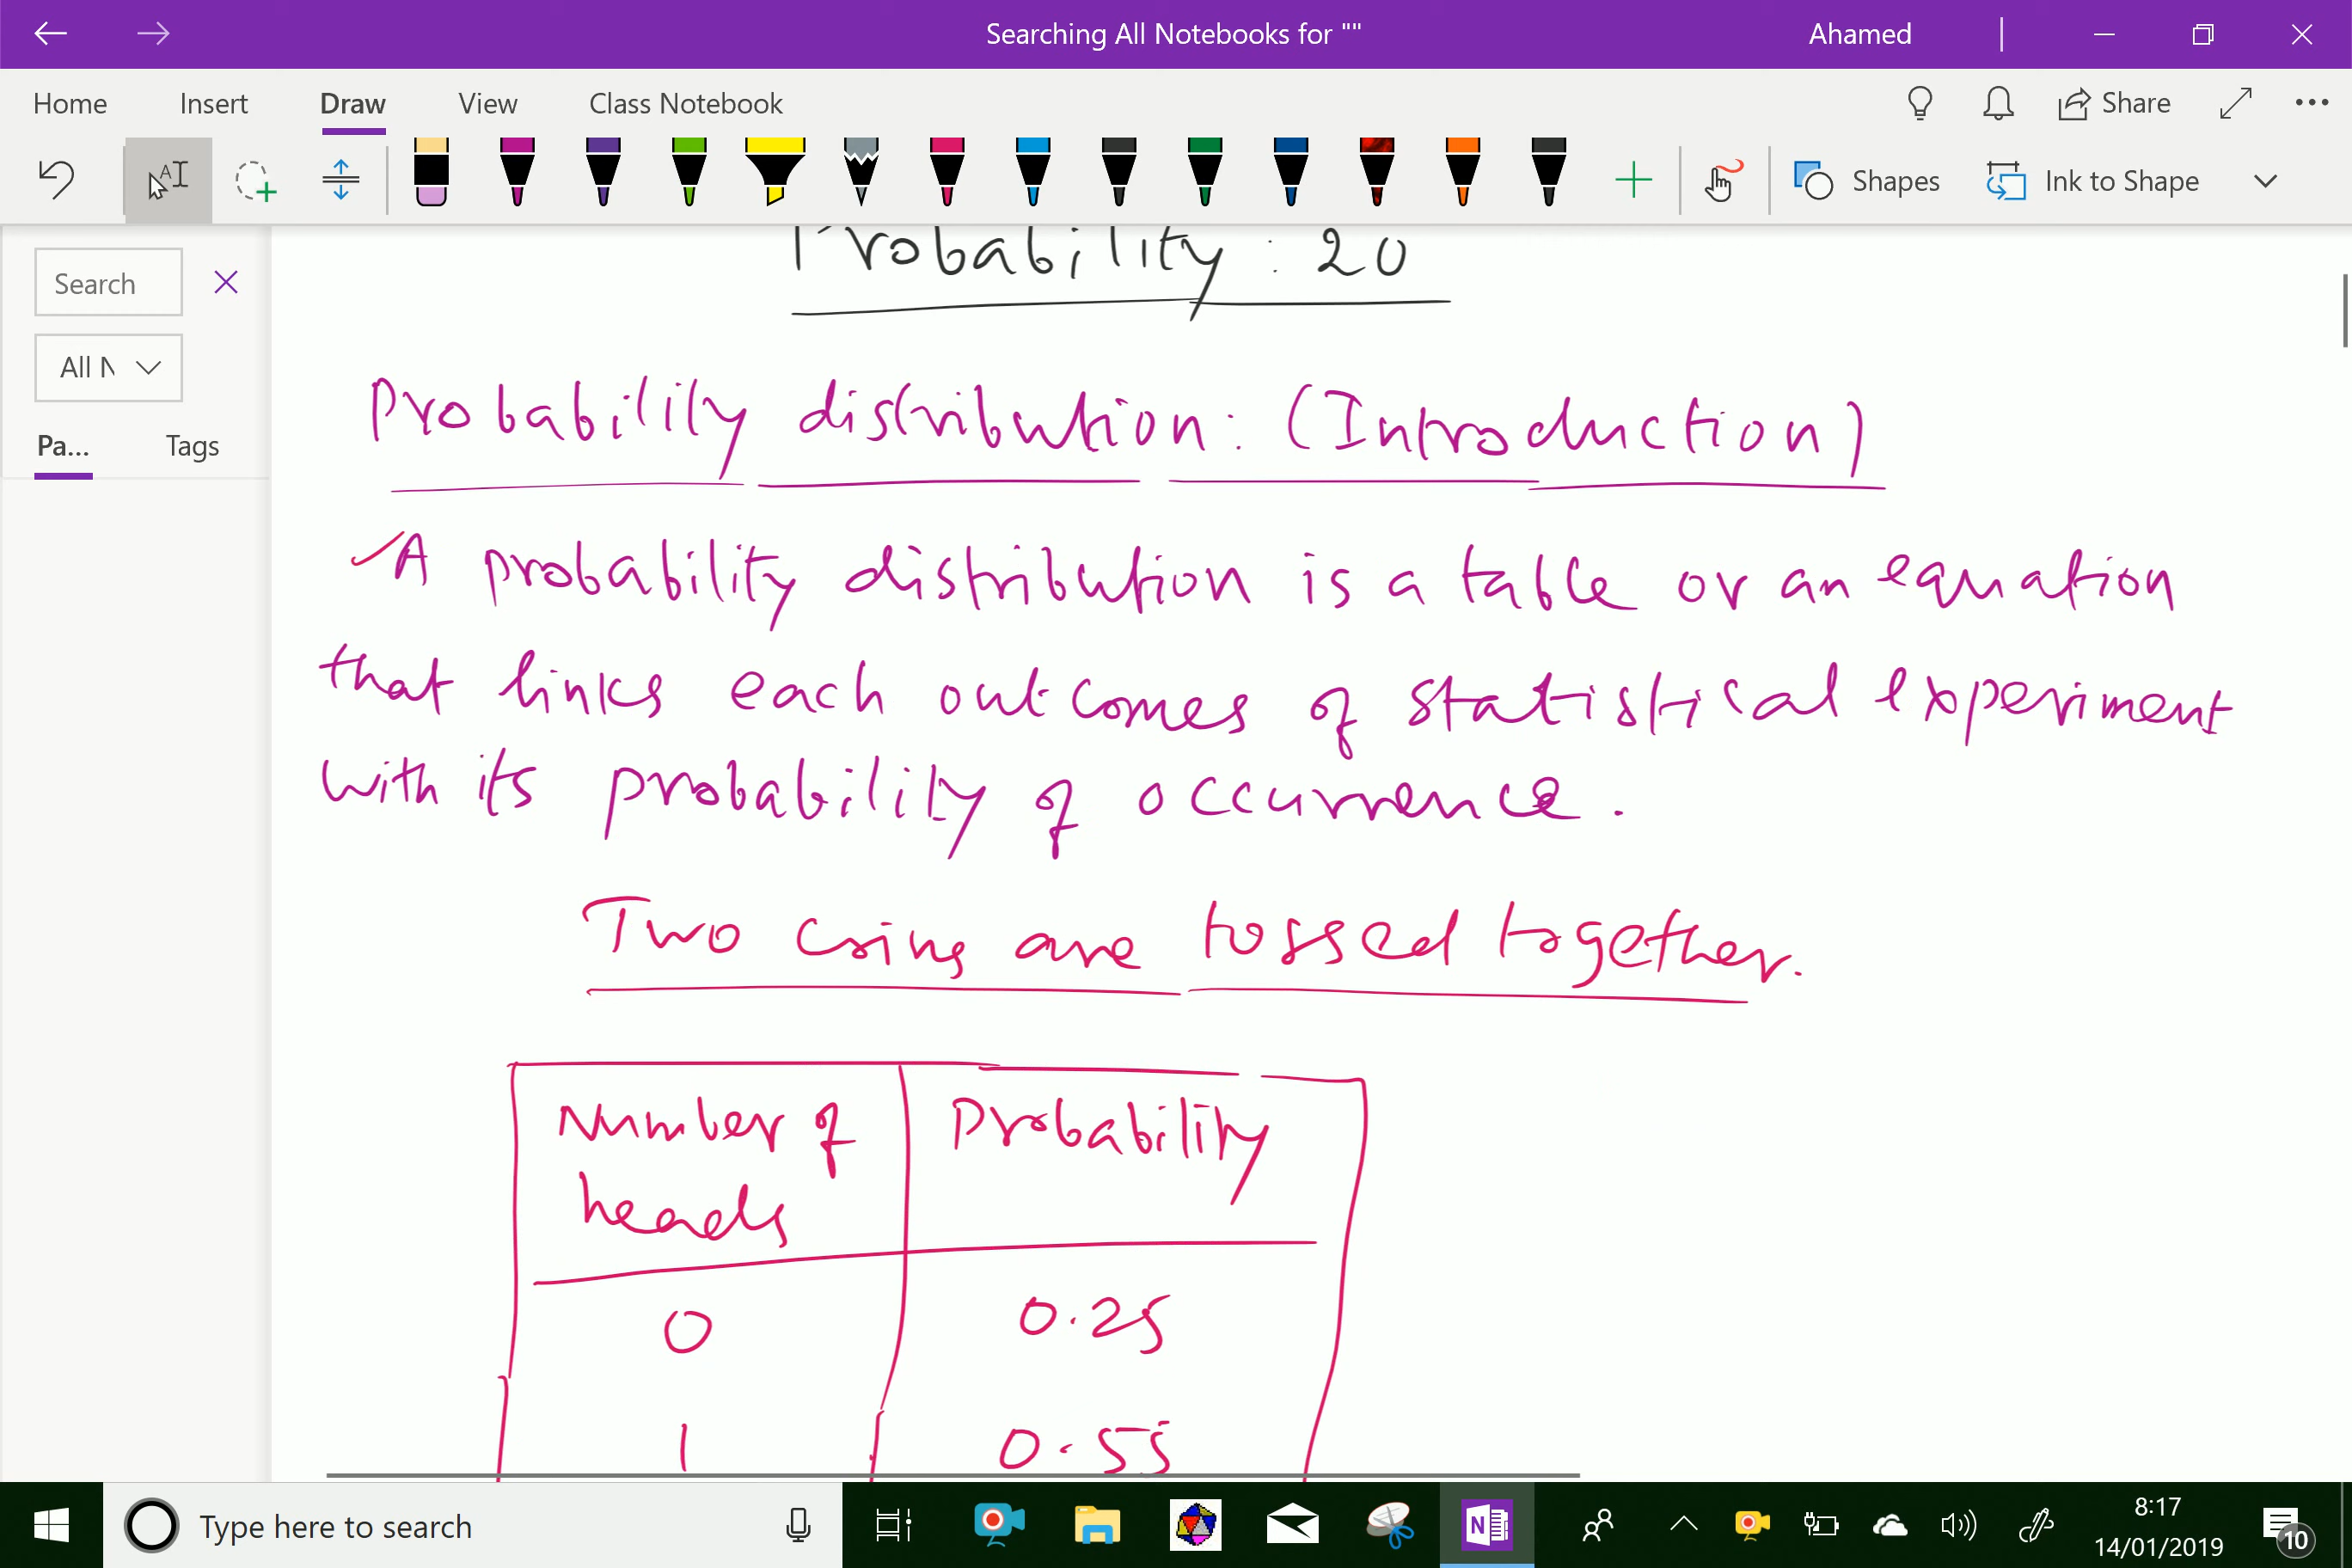 Searching All Notebooks for ""
Ahamed
Home Insert Draw View Class Notebook
Share
Shapes
Ink to Shape
Search
All N
Pa... Tags
Probability : 20
Probability distribution: (Introduction)
A probability distribution is a table or an equation
that links each outcomes of statistical experiment
with its probability of occurrence.
Two coins are tossed together.
Number of heads
Probability
0 0.25
1 0.55
Type here to search
8:17
14/01/2019
10